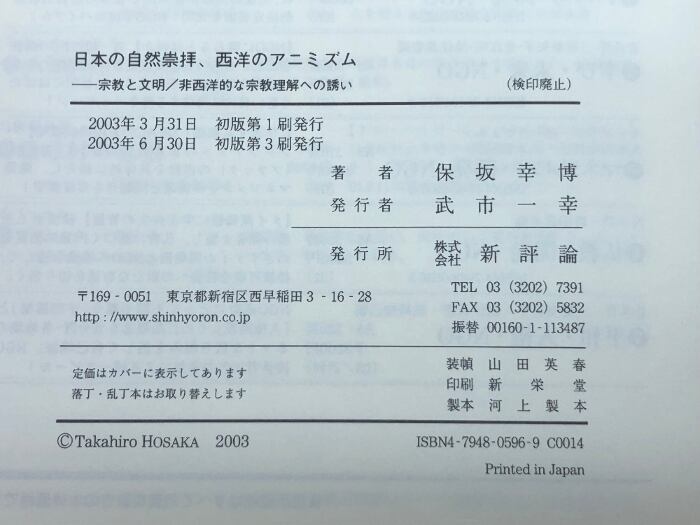 日本の自然崇拝、西洋のアニミズム
――宗教と文明／非西洋的な宗教理解への誘い
（検印廃止）
2003年3月31日 初版第1刷発行
2003年6月30日 初版第3刷発行
著者 保坂幸博
発行者 武市一幸
発行所 株式会社 新評論
〒169-0051 東京都新宿区西早稲田3-16-28
http://www.shinhyoron.co.jp
TEL 03 (3202) 7391
FAX 03 (3202) 5832
振替 00160-1-113487
定価はカバーに表示してあります
落丁・乱丁本はお取り替えします
装幀 山田英春
印刷 新栄堂
製本 河上製本
©Takahiro HOSAKA 2003
ISBN4-7948-0596-9 C0014
Printed in Japan